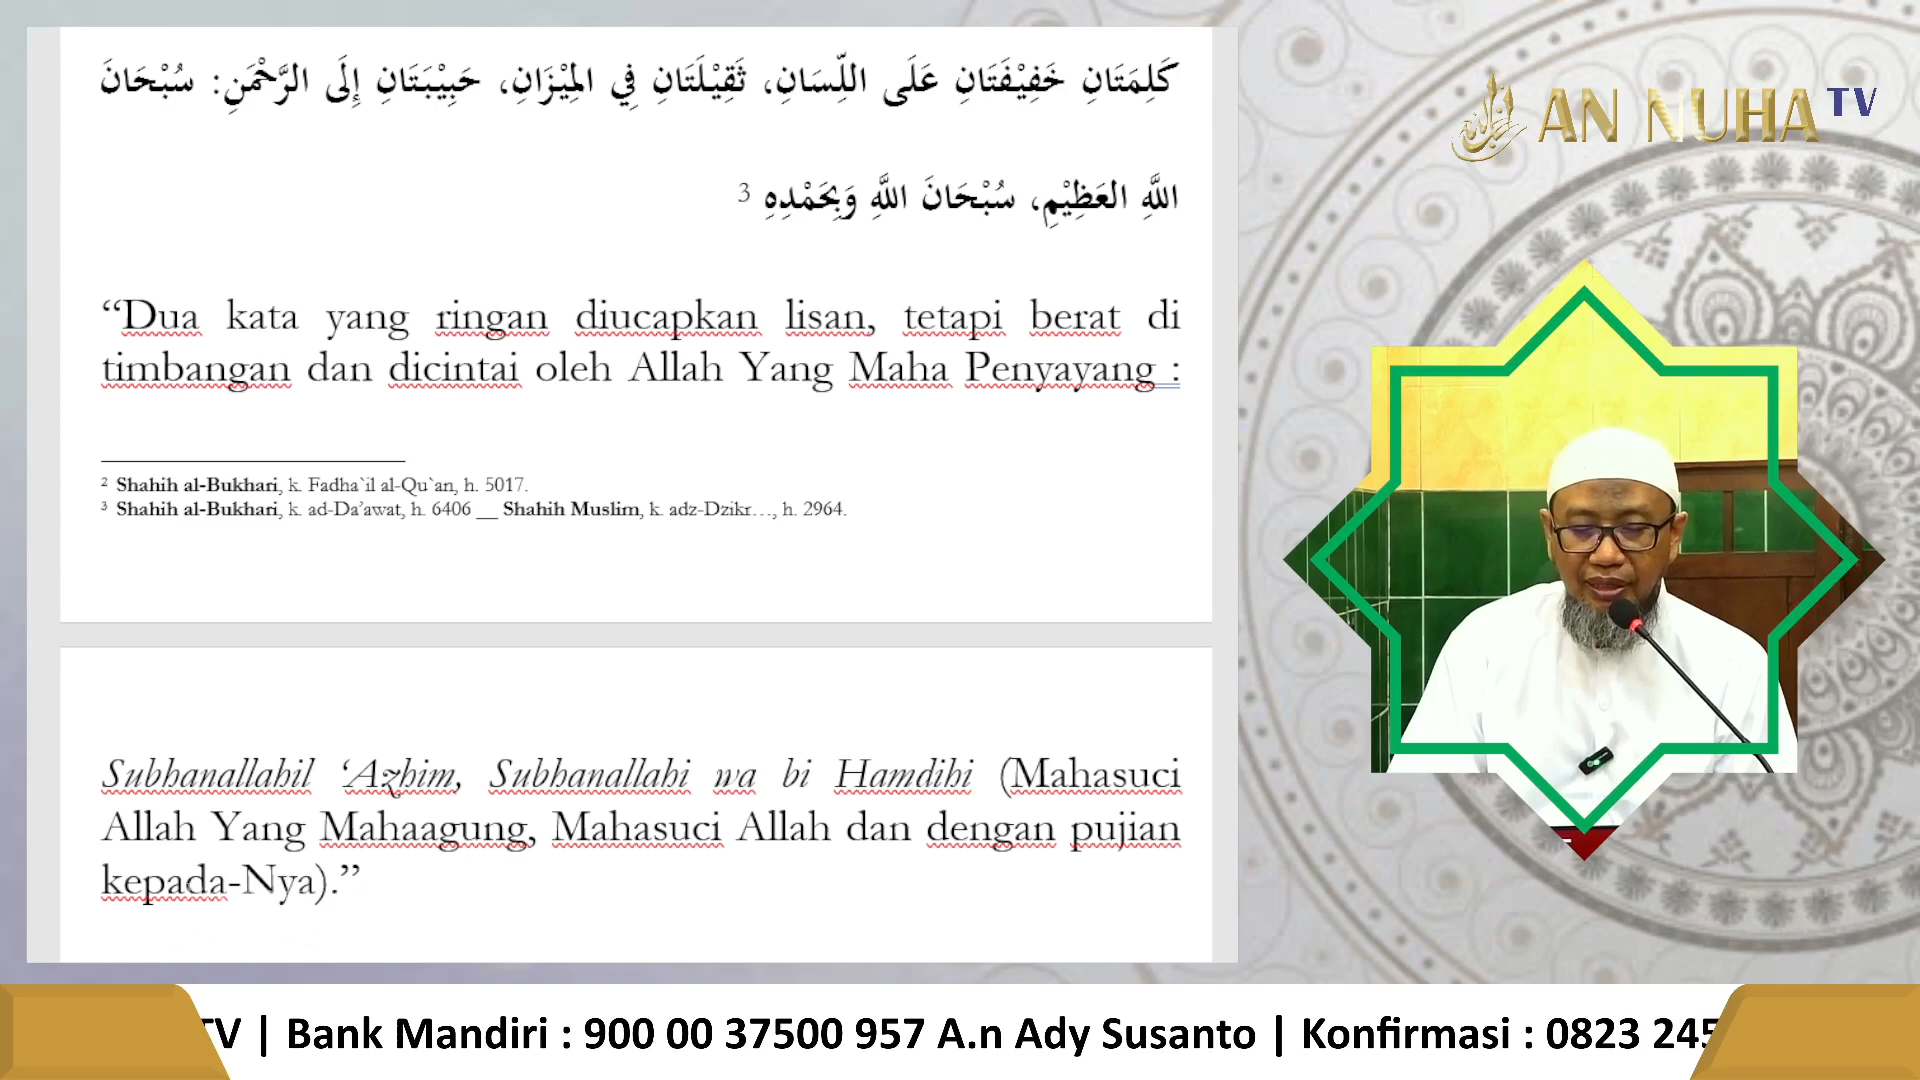 كَلِمَتَانِ خَفِيْفَتَانِ عَلَى اللِّسَانِ، ثَقِيْلَتَانِ فِي المِيْزَانِ، حَبِيْبَتَانِ إِلَى الرَّحْمَنِ: سُبْحَانَ
اللَّهِ العَظِيْمِ، سُبْحَانَ اللَّهِ وَبِحَمْدِهِ 3
“Dua kata yang ringan diucapkan lisan, tetapi berat di
timbangan dan dicintai oleh Allah Yang Maha Penyayang :
2 Shahih al-Bukhari, k. Fadha`il al-Qu`an, h. 5017.
3 Shahih al-Bukhari, k. ad-Da’awat, h. 6406 __ Shahih Muslim, k. adz-Dzikr…, h. 2964.
Subhanallahil ‘Azhim, Subhanallahi wa bi Hamdihi (Mahasuci
Allah Yang Mahaagung, Mahasuci Allah dan dengan pujian
kepada-Nya).”
AN NUHA TV
TV | Bank Mandiri : 900 00 37500 957 A.n Ady Susanto | Konfirmasi : 0823 245